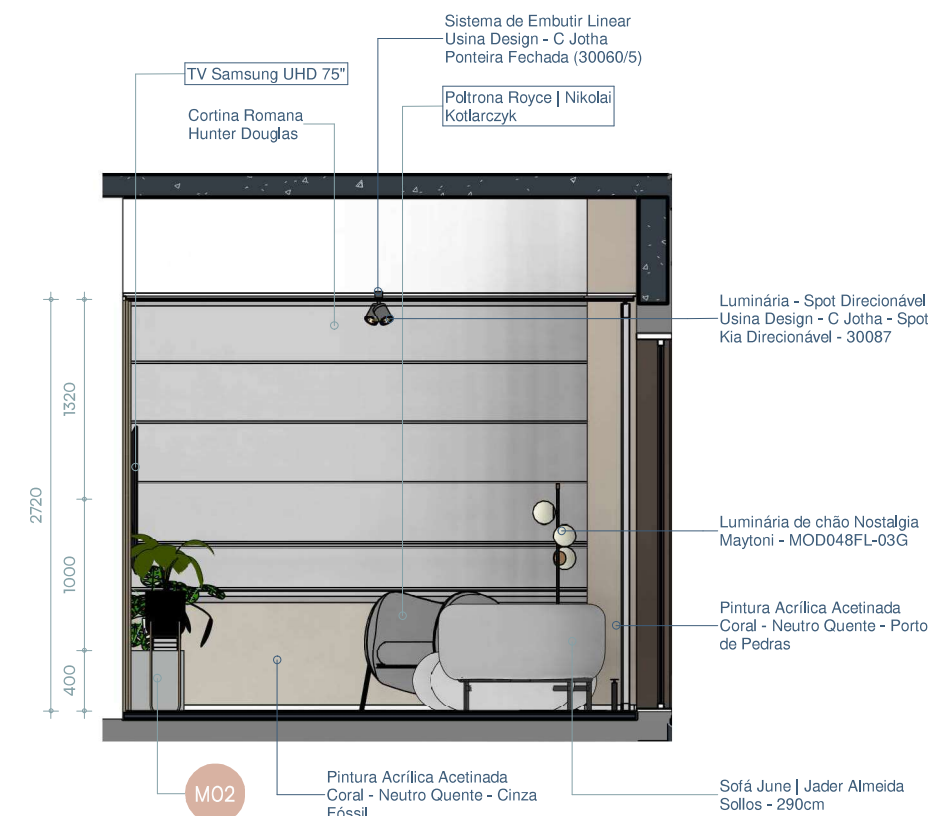 Sistema de Embutir Linear
Usina Design - C Jotha
Ponteira Fechada (30060/5)
TV Samsung UHD 75"
Poltrona Royce | Nikolai
Kotlarczyk
Cortina Romana
Hunter Douglas
Luminária - Spot Direcionável
Usina Design - C Jotha - Spot
Kia Direcionável - 30087
1320
2720
1000
400
Luminária de chão Nostalgia
Maytoni - MOD048FL-03G
Pintura Acrílica Acetinada
Coral - Neutro Quente - Porto
de Pedras
M02
Pintura Acrílica Acetinada
Coral - Neutro Quente - Cinza
Fóssil
Sofá June | Jader Almeida
Sollos - 290cm